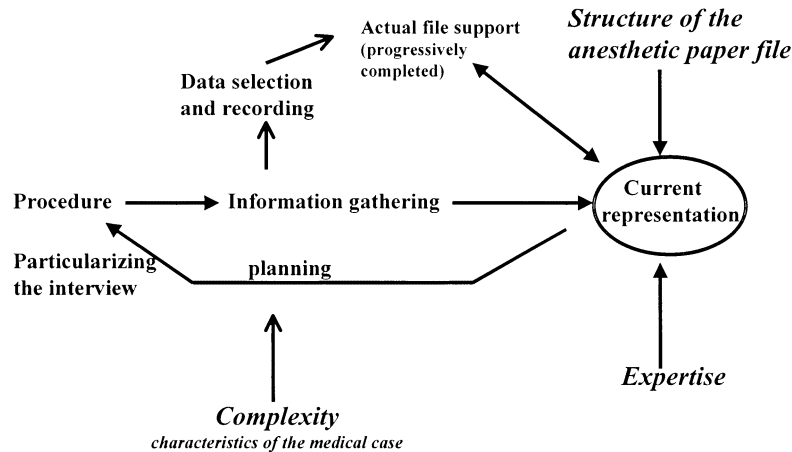 Structure of the
anesthetic paper file
Actual file support
(progressively
completed)
Data selection
and recording
Procedure
Information gathering
Current
representation
Particularizing
the interview
planning
Expertise
Complexity
characteristics of the medical case